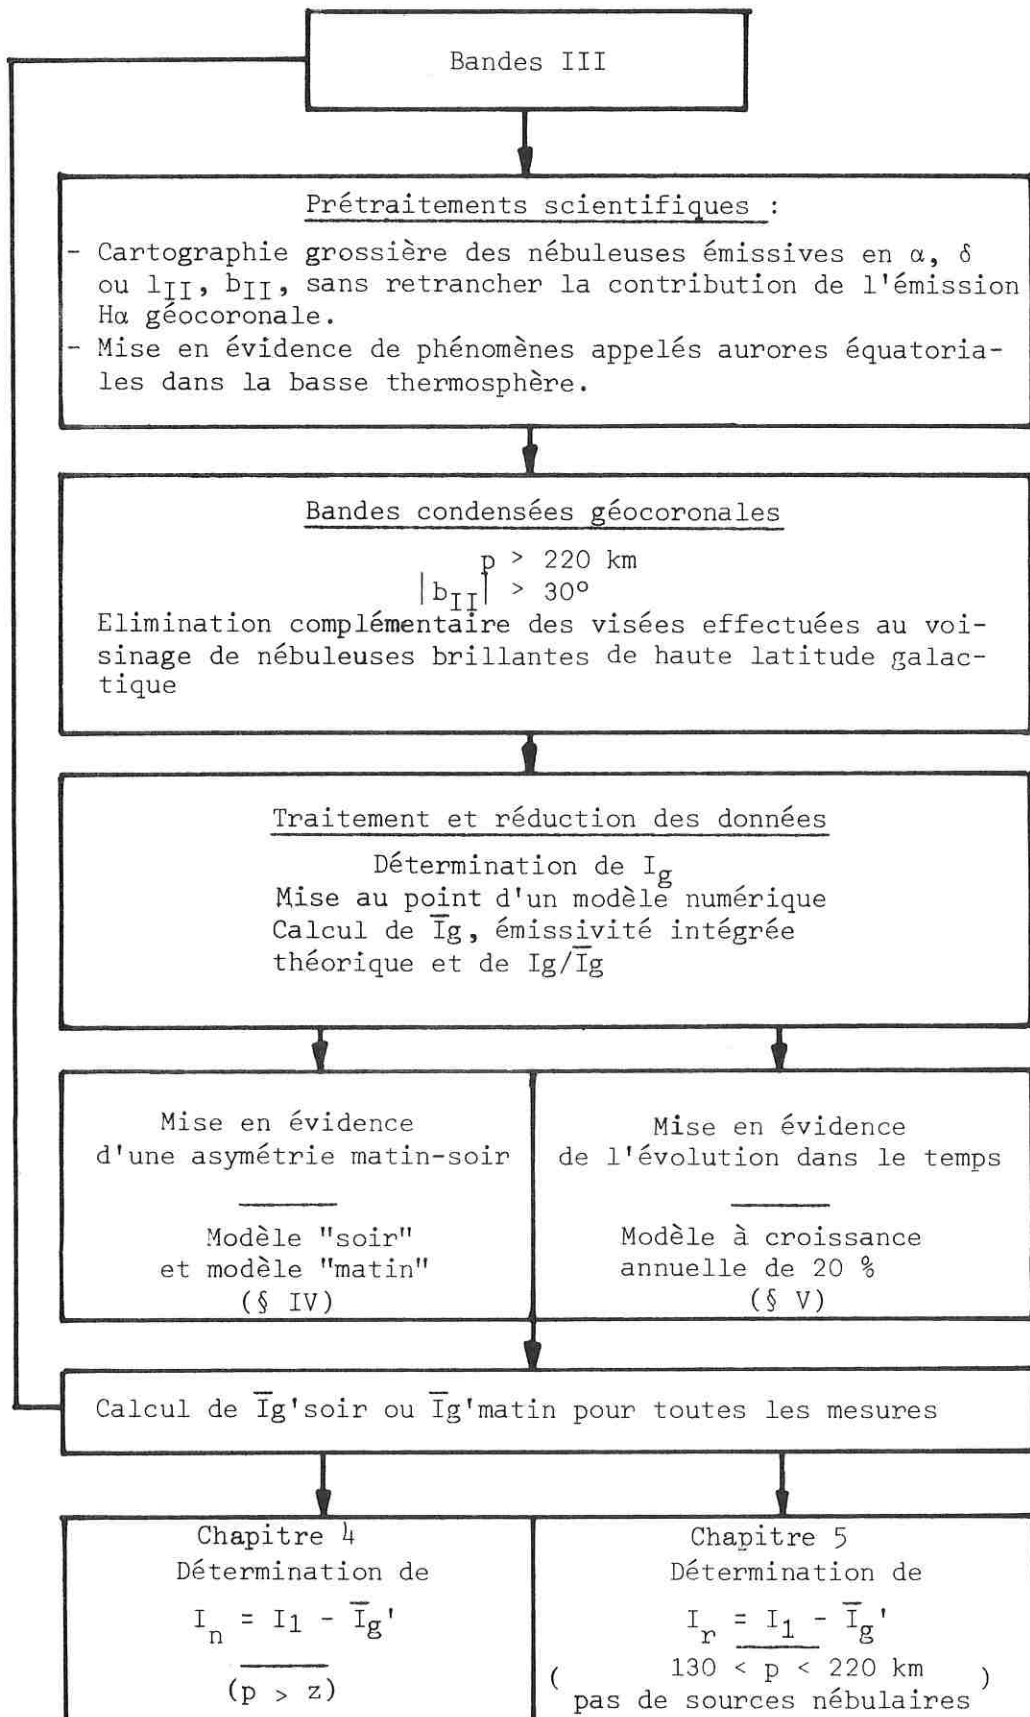 Bandes III
Prétraitements scientifiques :
- Cartographie grossière des nébuleuses émissives en α, δ
ou lII, bII, sans retrancher la contribution de l'émission
Hα géocoronale.
- Mise en évidence de phénomènes appelés aurores équatoria-
les dans la basse thermosphère.
Bandes condensées géocoronales
p > 220 km
|bII| > 30°
Elimination complémentaire des visées effectuées au voi-
sinage de nébuleuses brillantes de haute latitude galac-
tique
Traitement et réduction des données
Détermination de Ig
Mise au point d'un modèle numérique
Calcul de I̅g, émissivité intégrée
théorique et de Ig/I̅g
Mise en évidence
d'une asymétrie matin-soir
Modèle "soir"
et modèle "matin"
(§ IV)
Mise en évidence
de l'évolution dans le temps
Modèle à croissance
annuelle de 20 %
(§ V)
Calcul de I̅g'soir ou I̅g'matin pour toutes les mesures
Chapitre 4
Détermination de
In = I1 - I̅g'
(p > z)
Chapitre 5
Détermination de
Ir = I1 - I̅g'
( 130 < p < 220 km )
pas de sources nébulaires